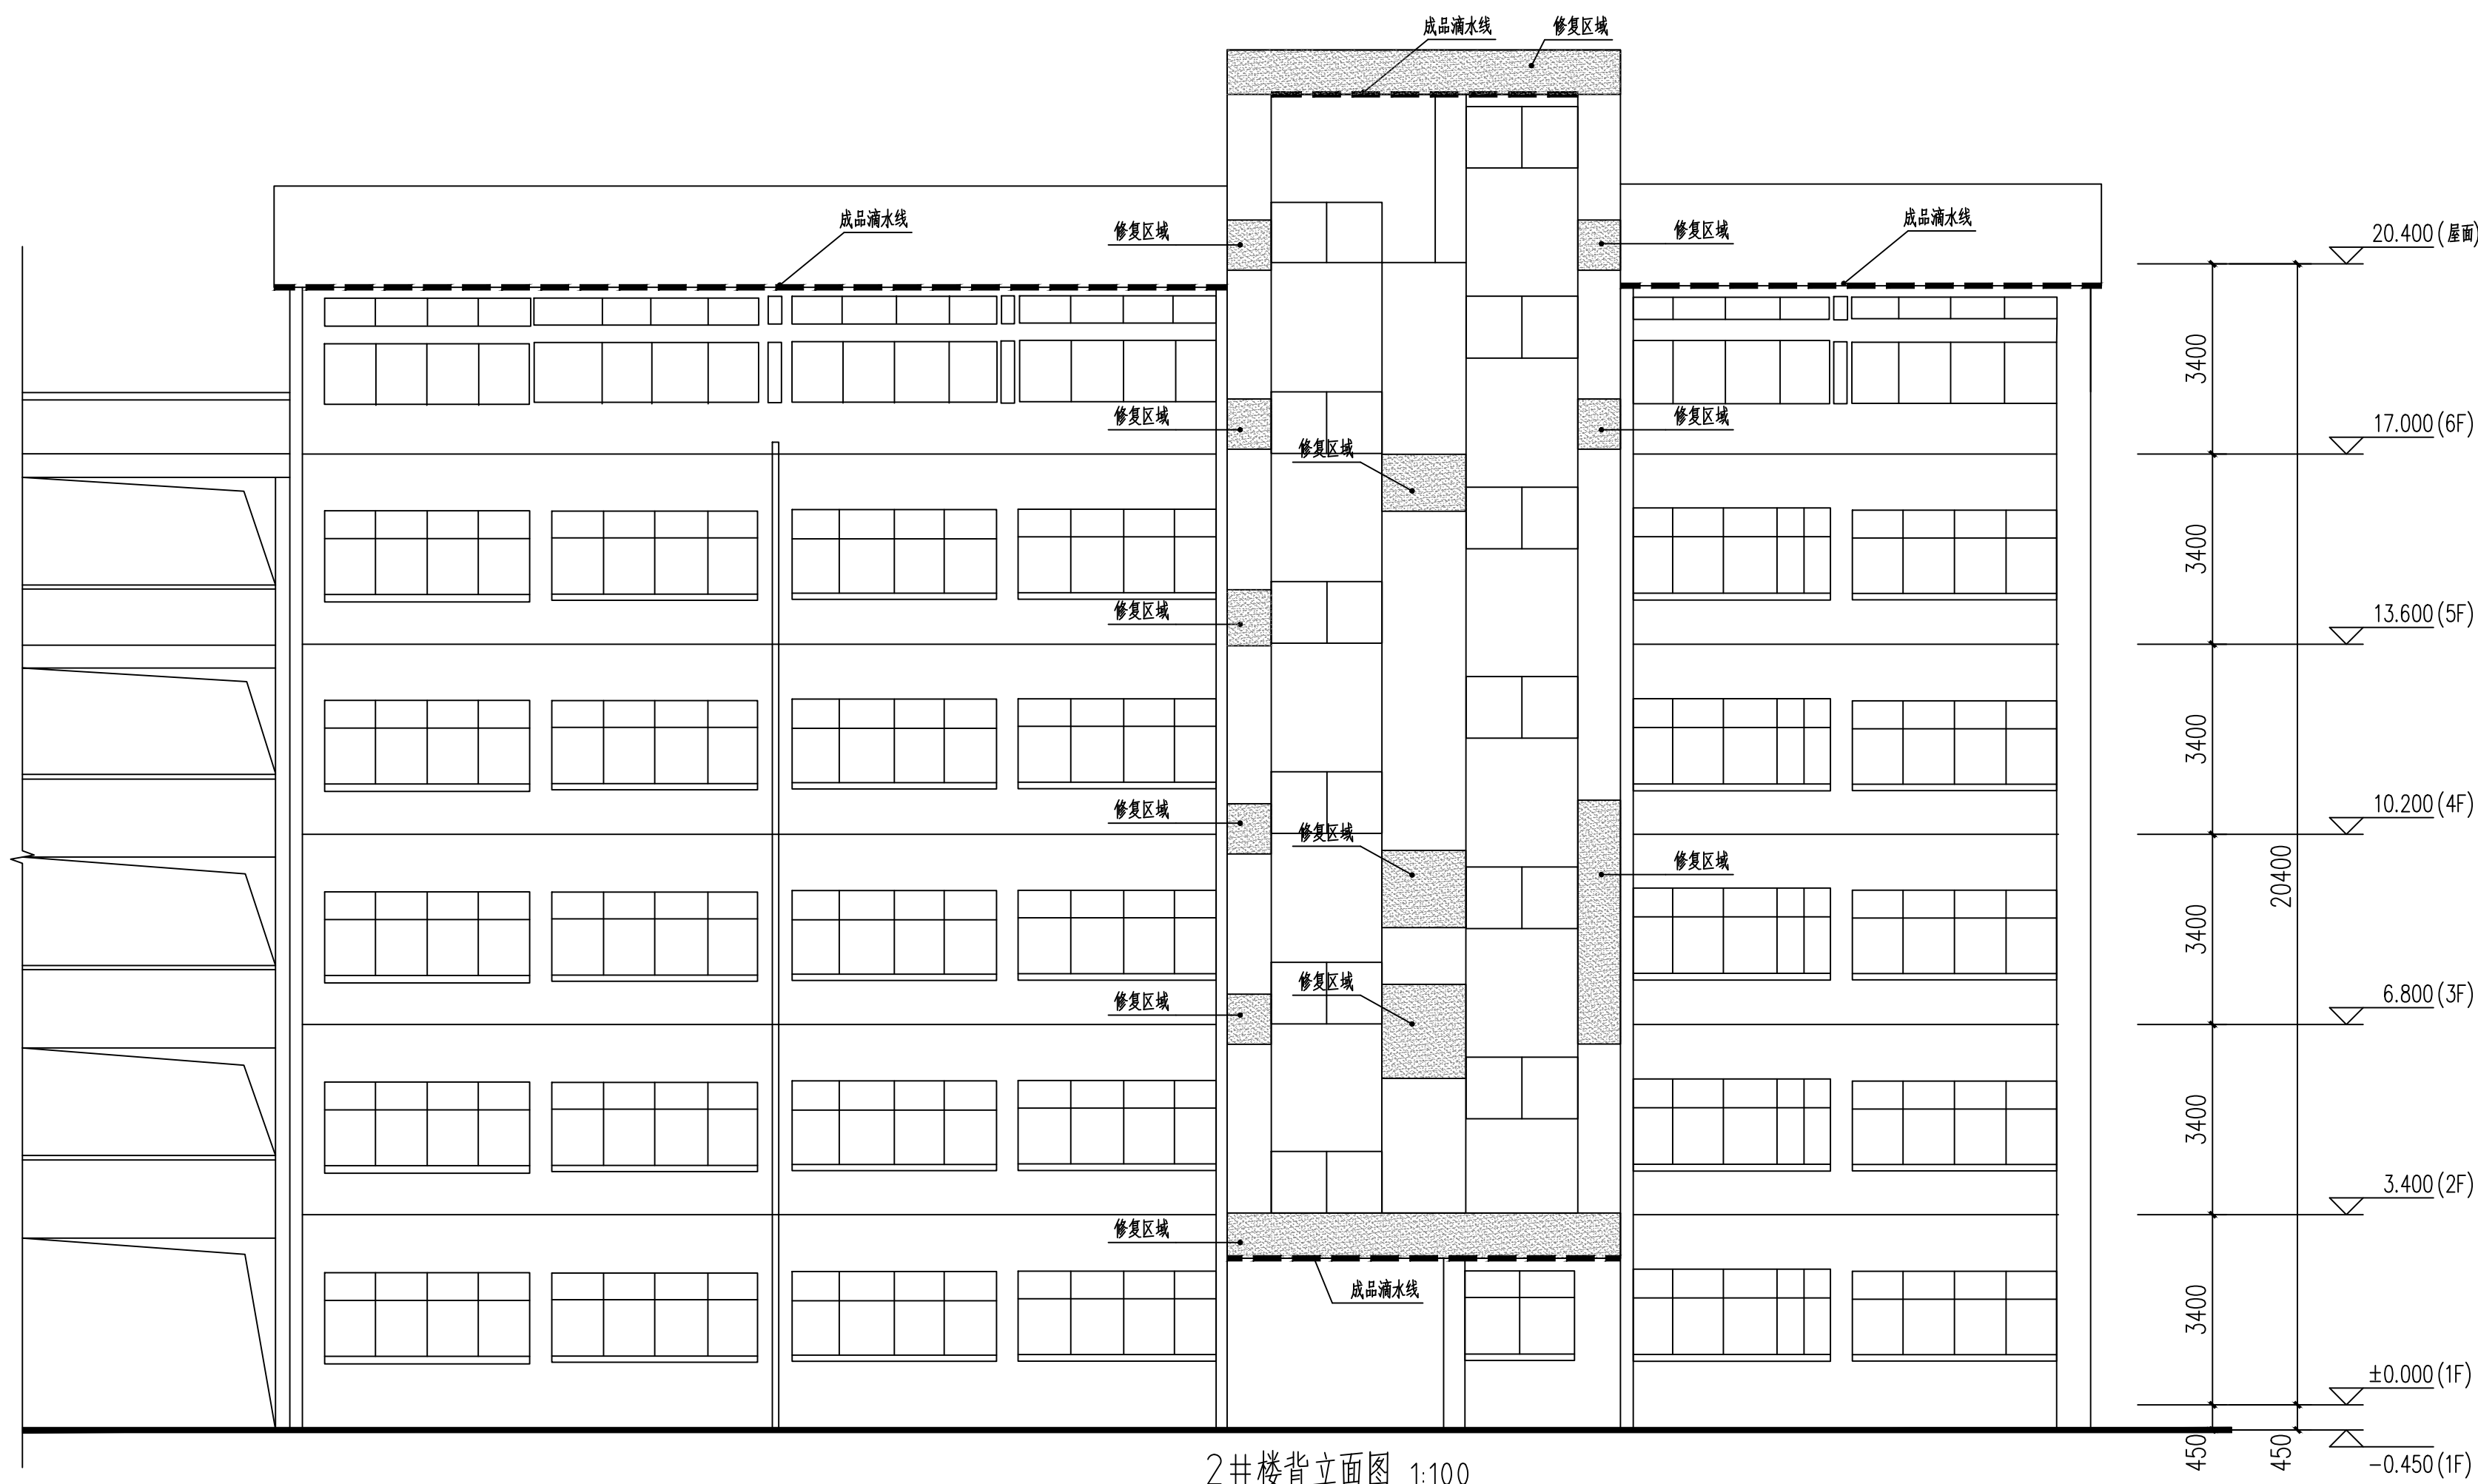 成品滴水线
修复区域
成品滴水线
修复区域
修复区域
成品滴水线
20.400(屋面)
3400
修复区域
修复区域
17.000(6F)
修复区域
3400
修复区域
13.600(5F)
3400
修复区域
10.200(4F)
修复区域
修复区域
3400
20400
修复区域
修复区域
6.800(3F)
3400
3.400(2F)
修复区域
成品滴水线
3400
±0.000(1F)
450
450
-0.450(1F)
2#楼背立面图 1:100